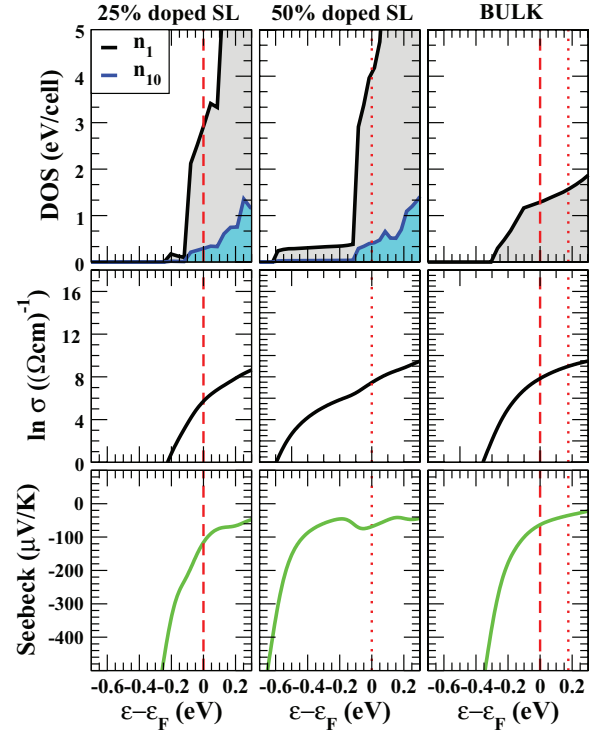 25% doped SL 50% doped SL BULK
n1
n10
DOS (eV/cell)
5
4
3
2
1
0
ln σ ((Ωcm)-1
16
12
8
4
0
Seebeck (μV/K)
0
-100
-200
-300
-400
-0.6 -0.4 -0.2 0 0.2 -0.6 -0.4 -0.2 0 0.2 -0.6 -0.4 -0.2 0 0.2
ε−εF (eV) ε−εF (eV) ε−εF (eV)